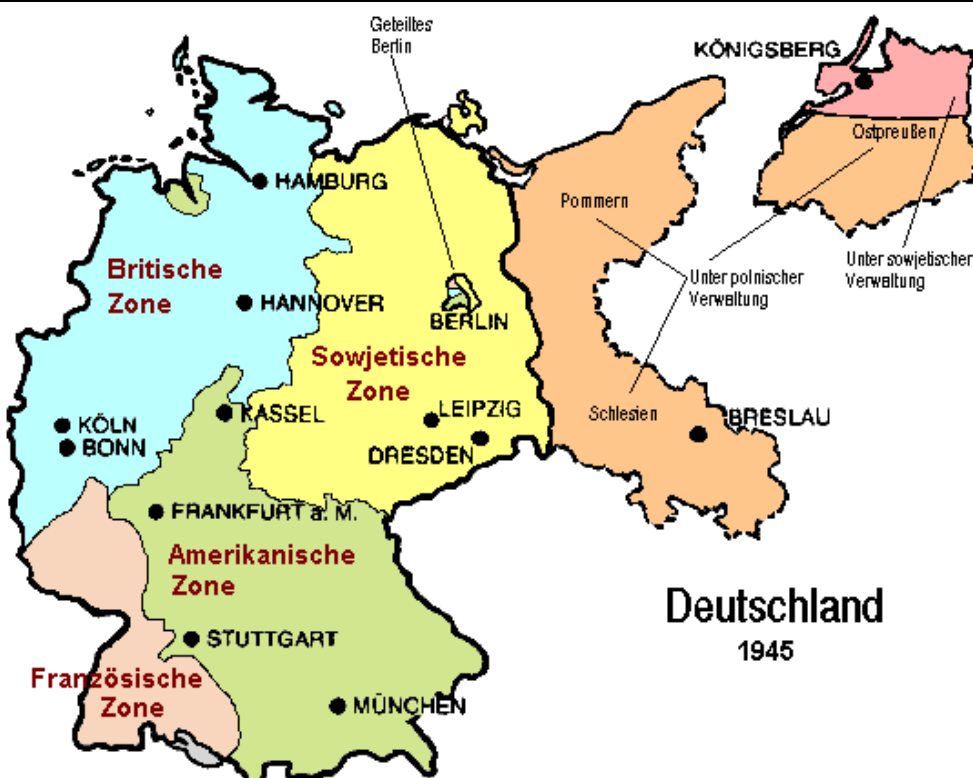 Geteiltes
Berlin
KÖNIGSBERG
Ostpreußen
HAMBURG
Pommern
Britische
Zone
Unter polnischer
Verwaltung
Unter sowjetischer
Verwaltung
HANNOVER
BERLIN
Sowjetische
Zone
KASSEL
LEIPZIG
Schlesien
BRESLAU
KÖLN
BONN
DRESDEN
FRANKFURT a. M.
Amerikanische
Zone
Deutschland
1945
STUTTGART
Französische
Zone
MÜNCHEN